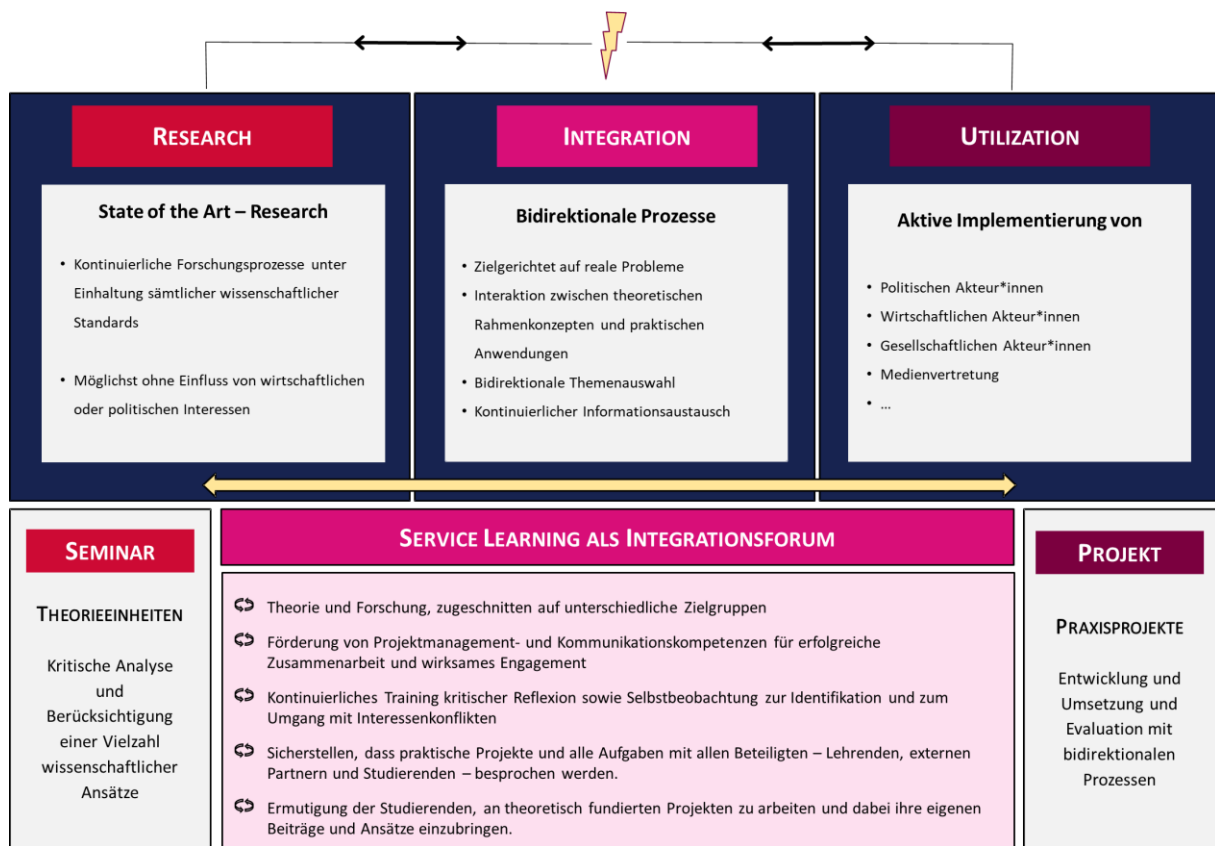 RESEARCH
State of the Art – Research
• Kontinuierliche Forschungsprozesse unter
Einhaltung sämtlicher wissenschaftlicher
Standards
• Möglichst ohne Einfluss von wirtschaftlichen
oder politischen Interessen
INTEGRATION
Bidirektionale Prozesse
• Zielgerichtet auf reale Probleme
• Interaktion zwischen theoretischen
Rahmenkonzepten und praktischen
Anwendungen
• Bidirektionale Themenauswahl
• Kontinuierlicher Informationsaustausch
UTILIZATION
Aktive Implementierung von
• Politischen Akteur*innen
• Wirtschaftlichen Akteur*innen
• Gesellschaftlichen Akteur*innen
• Medienvertretung
• ...
SEMINAR
THEORIEEINHEITEN
Kritische Analyse
und
Berücksichtigung
einer Vielzahl
wissenschaftlicher
Ansätze
SERVICE LEARNING ALS INTEGRATIONSFORUM
Theorie und Forschung, zugeschnitten auf unterschiedliche Zielgruppen
Förderung von Projektmanagement- und Kommunikationskompetenzen für erfolgreiche
Zusammenarbeit und wirksames Engagement
Kontinuierliches Training kritischer Reflexion sowie Selbstbeobachtung zur Identifikation und zum
Umgang mit Interessenkonflikten
Sicherstellen, dass praktische Projekte und alle Aufgaben mit allen Beteiligten – Lehrenden, externen
Partnern und Studierenden – besprochen werden.
Ermutigung der Studierenden, an theoretisch fundierten Projekten zu arbeiten und dabei ihre eigenen
Beiträge und Ansätze einzubringen.
PROJEKT
PRAXISPROJEKTE
Entwicklung und
Umsetzung und
Evaluation mit
bidirektionalen
Prozessen